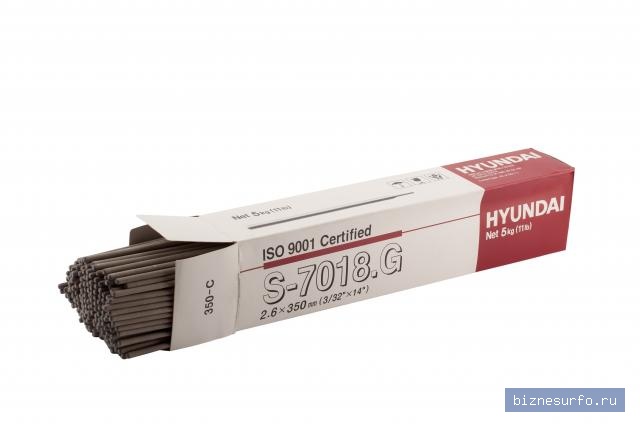 HYUNDAI
Net 5kg (11lb)
HYUNDAI
Net 5kg (11lb)
ISO 9001 Certified
S-7018.G
2.6×350mm (3/32"×14")
350-C
biznesurfo.ru